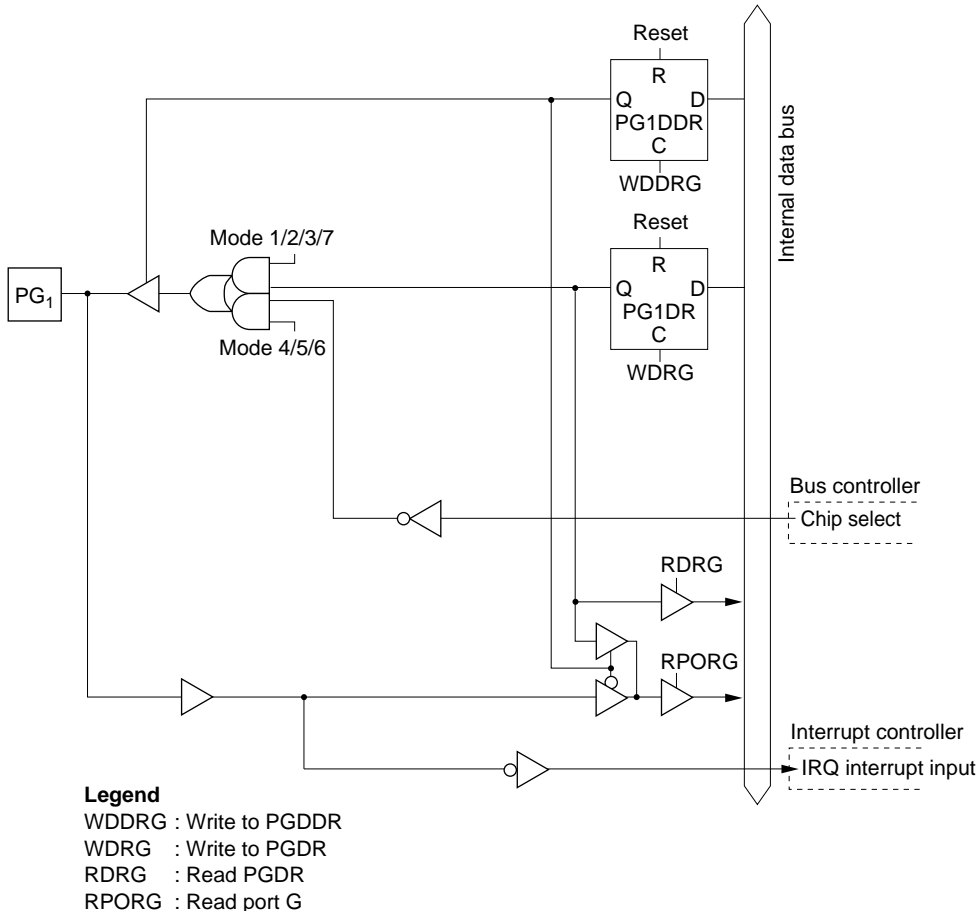 Reset
R
Q D
PG1DDR
C
WDDRG
Internal data bus
Mode 1/2/3/7
Reset
R
Q D
PG1DR
C
WDRG
PG1
Mode 4/5/6
Bus controller
Chip select
RDRG
RPORG
Interrupt controller
IRQ interrupt input
Legend
WDDRG : Write to PGDDR
WDRG : Write to PGDR
RDRG : Read PGDR
RPORG : Read port G